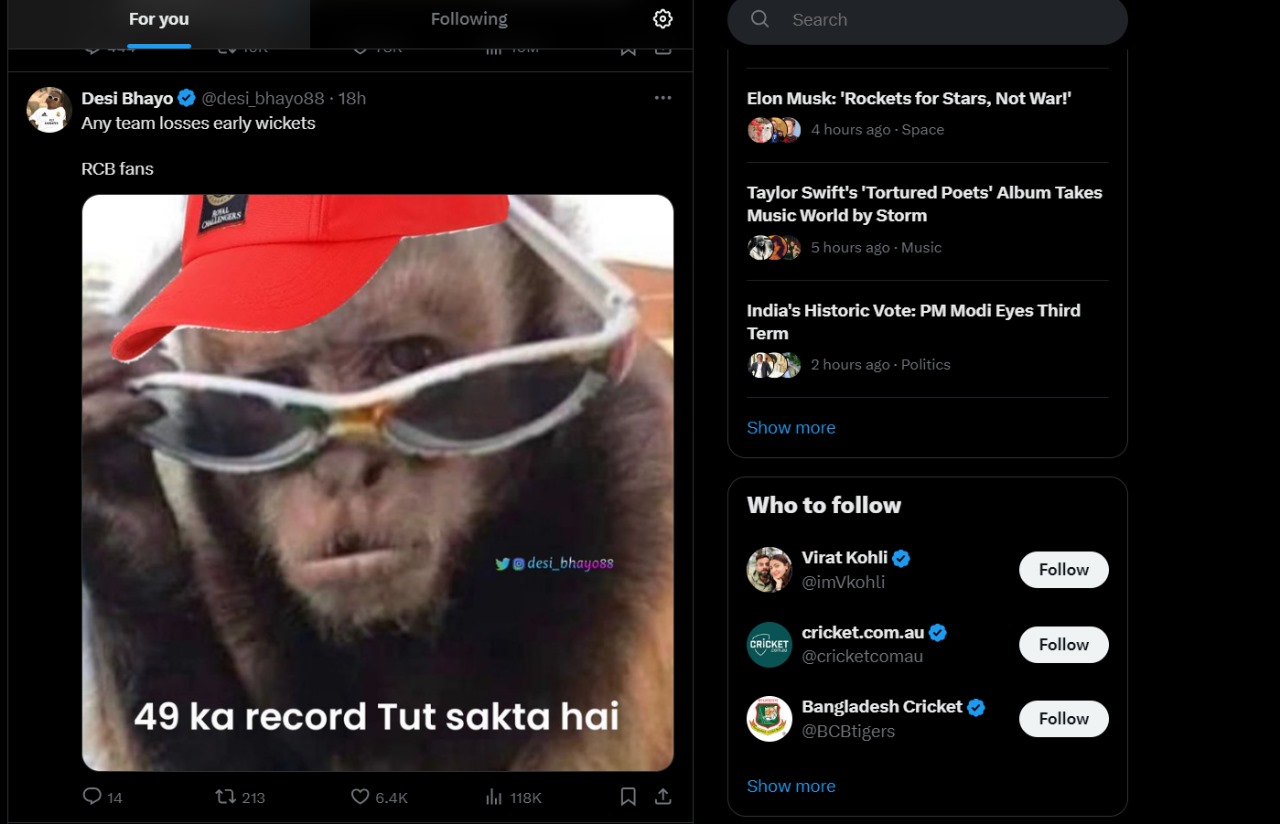 For you
Following
Desi Bhayo @desi_bhayo88 · 18h
Any team losses early wickets
RCB fans
ROYAL
CHALLENGERS
desi_bhayo88
49 ka record Tut sakta hai
14
213
6.4K
118K
Search
Elon Musk: 'Rockets for Stars, Not War!'
4 hours ago · Space
Taylor Swift's 'Tortured Poets' Album Takes
Music World by Storm
5 hours ago · Music
India's Historic Vote: PM Modi Eyes Third
Term
2 hours ago · Politics
Show more
Who to follow
Virat Kohli
@imVkohli
Follow
CRICKET
cricket.com.au
@cricketcomau
Follow
Bangladesh Cricket
@BCBtigers
Follow
Show more